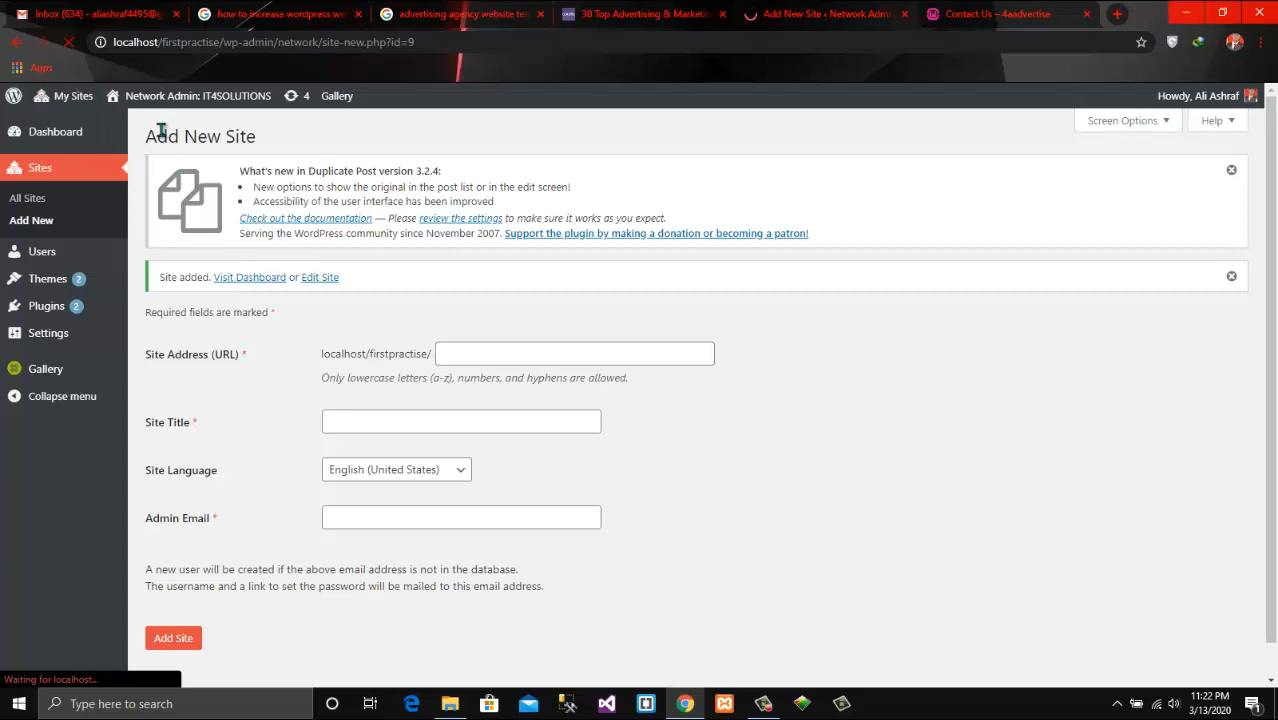 Inbox (634) - aliashraf4495@g
how to increase wordpress we
advertising agency website te
30 Top Advertising & Marketin
Add New Site ‹ Network Adm
Contact Us – 4aadvertise
localhost/firstpractise/wp-admin/network/site-new.php?id=9
Apps
My Sites
Network Admin: IT4SOLUTIONS
4
Gallery
Howdy, Ali Ashraf
Dashboard
Sites
All Sites
Add New
Users
Themes 2
Plugins 2
Settings
Gallery
Collapse menu
Screen Options
Help
Add New Site
What's new in Duplicate Post version 3.2.4:
New options to show the original in the post list or in the edit screen!
Accessibility of the user interface has been improved
Check out the documentation — Please review the settings to make sure it works as you expect.
Serving the WordPress community since November 2007. Support the plugin by making a donation or becoming a patron!
Site added. Visit Dashboard or Edit Site
Required fields are marked *
Site Address (URL) *
localhost/firstpractise/
Only lowercase letters (a-z), numbers, and hyphens are allowed.
Site Title *
Site Language
English (United States)
Admin Email *
A new user will be created if the above email address is not in the database.
The username and a link to set the password will be mailed to this email address.
Add Site
Waiting for localhost...
Type here to search
11:22 PM
3/13/2020
1